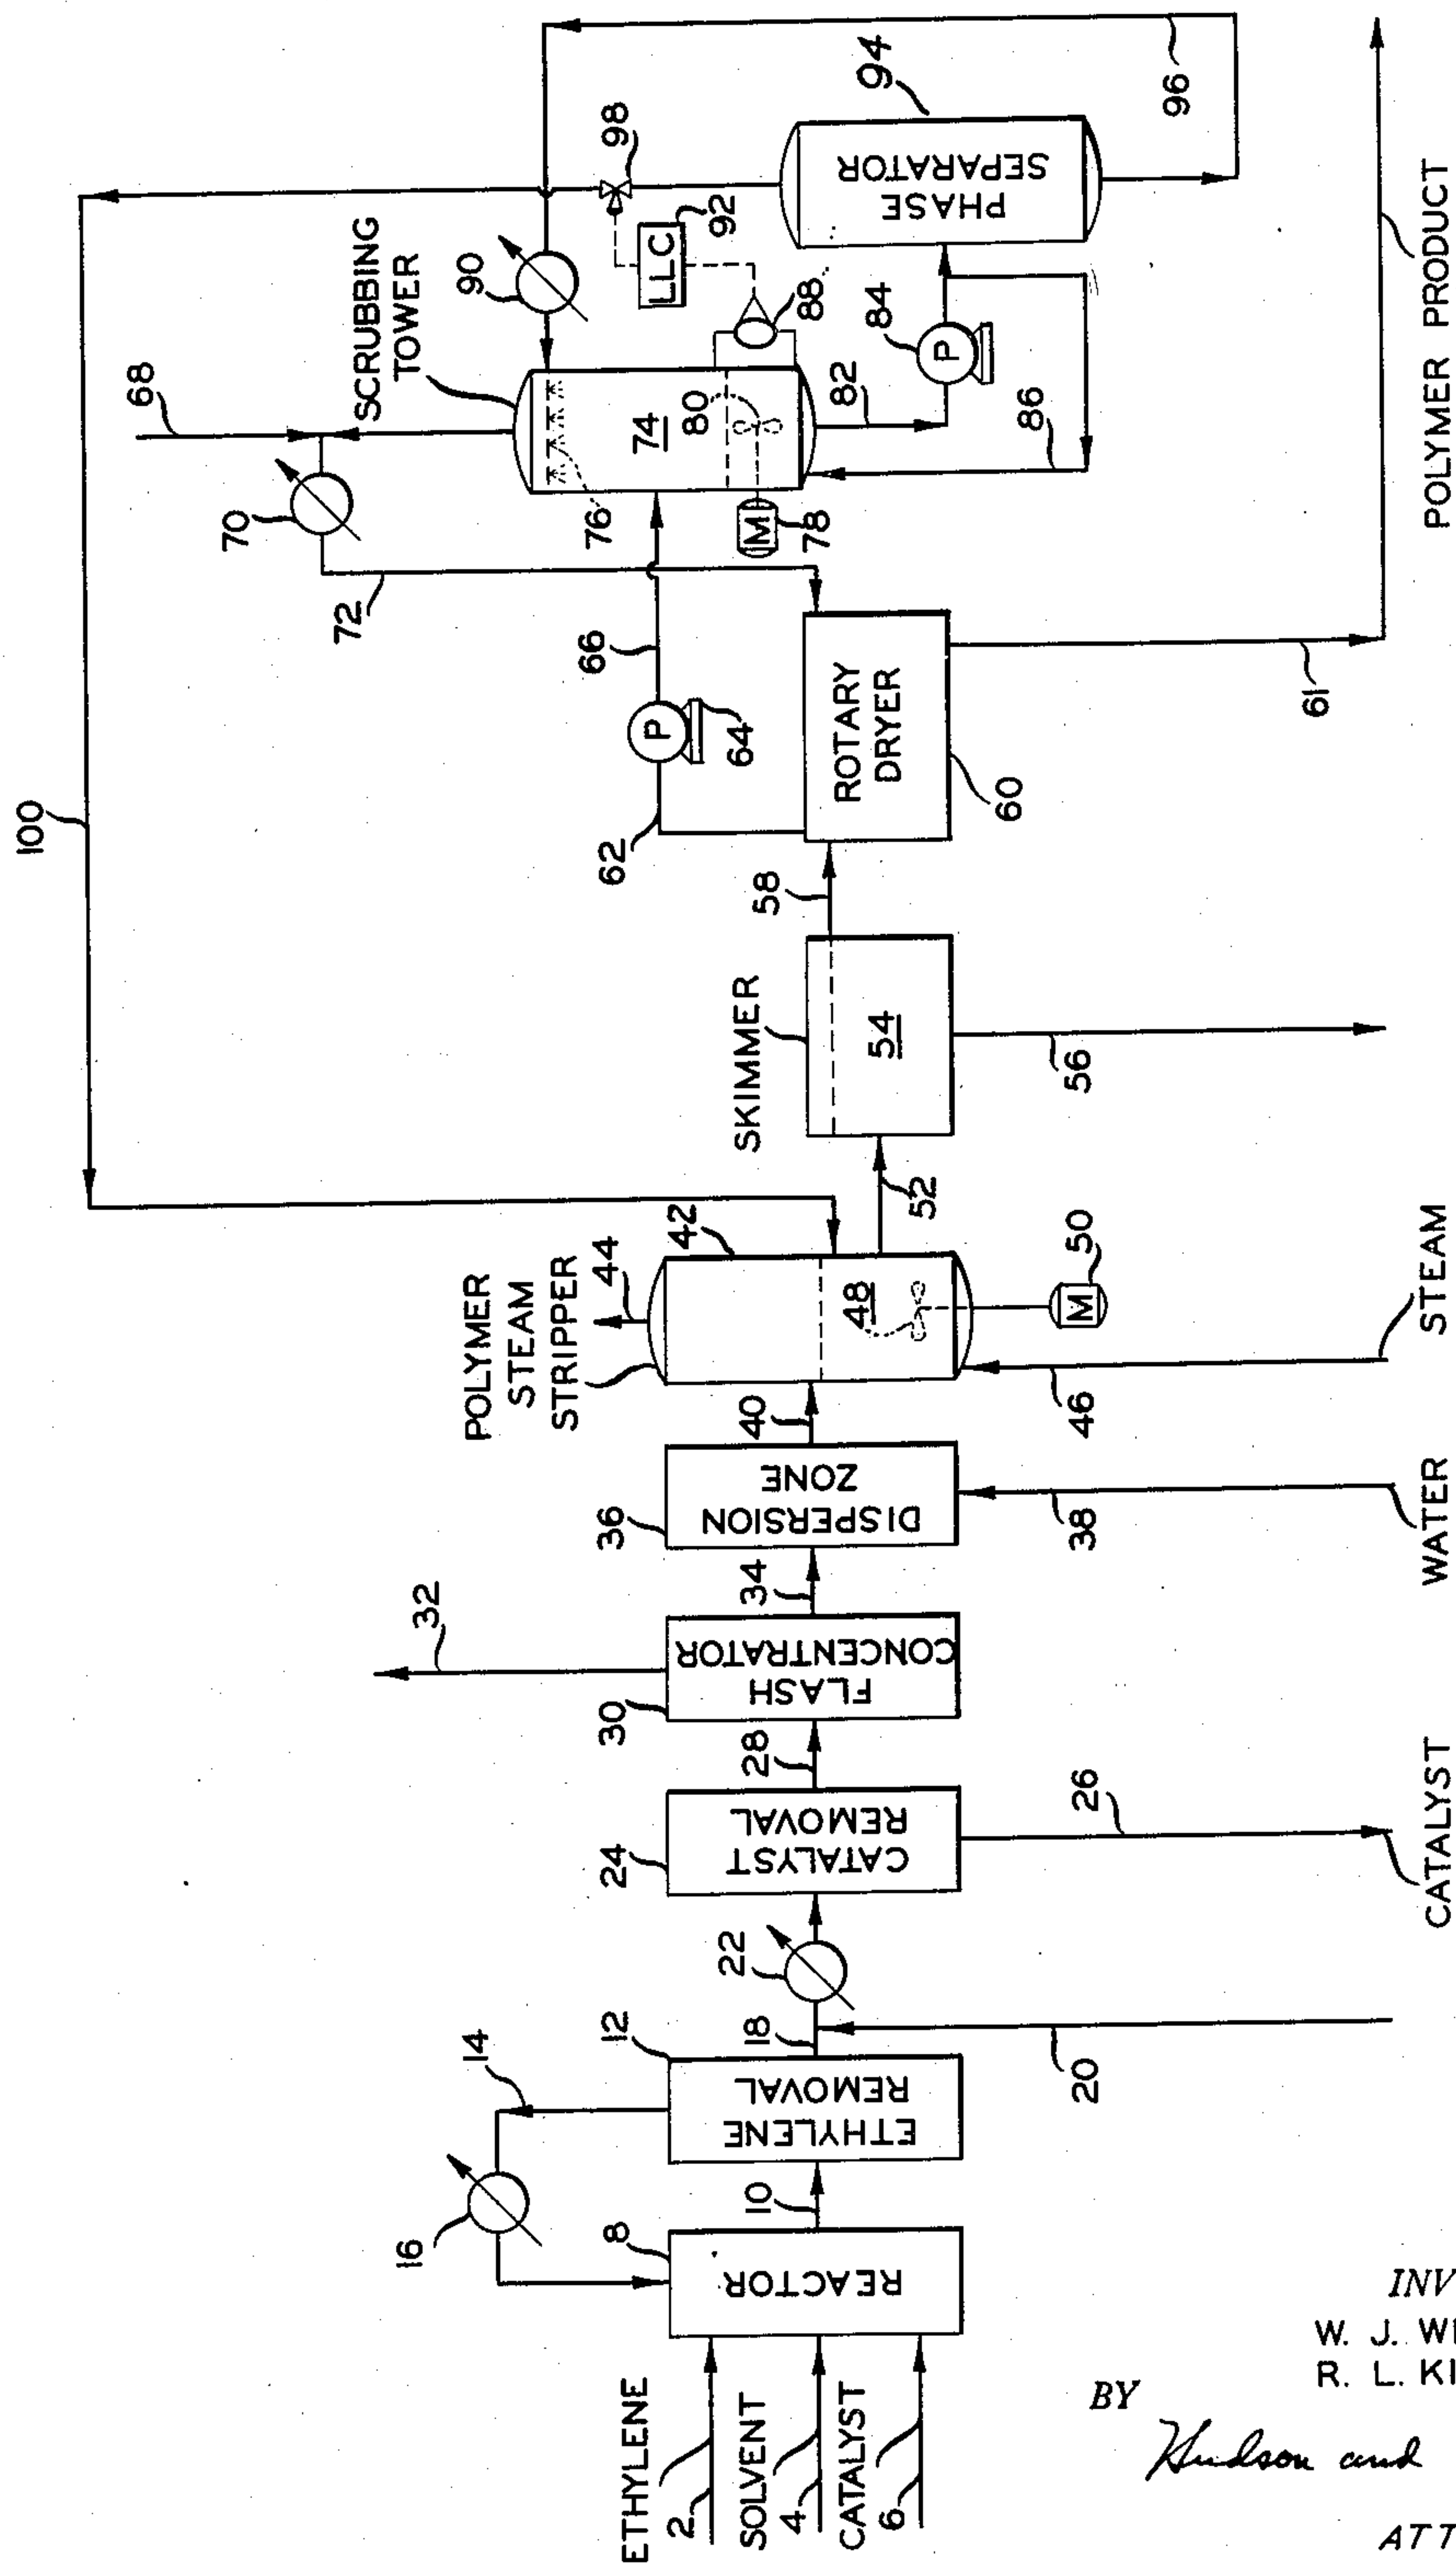 100
68
SCRUBBING
TOWER
70
72
90
98
LLC
92
94
PHASE
SEPARATOR
96
76
74
80
88
M
78
82
P
84
86
66
P
64
62
ROTARY
DRYER
60
61
POLYMER PRODUCT
58
SKIMMER
54
56
52
POLYMER
STEAM
STRIPPER
44
42
48
M
50
46
STEAM
40
DISPERSION
ZONE
36
38
WATER
34
32
FLASH
CONCENTRATOR
30
28
CATALYST
REMOVAL
24
26
CATALYST
22
18
20
ETHYLENE
REMOVAL
12
14
16
10
REACTOR
8
ETHYLENE
2
SOLVENT
4
CATALYST
6
INV
W. J. WI
R. L. KI
BY
Hudson and
ATT